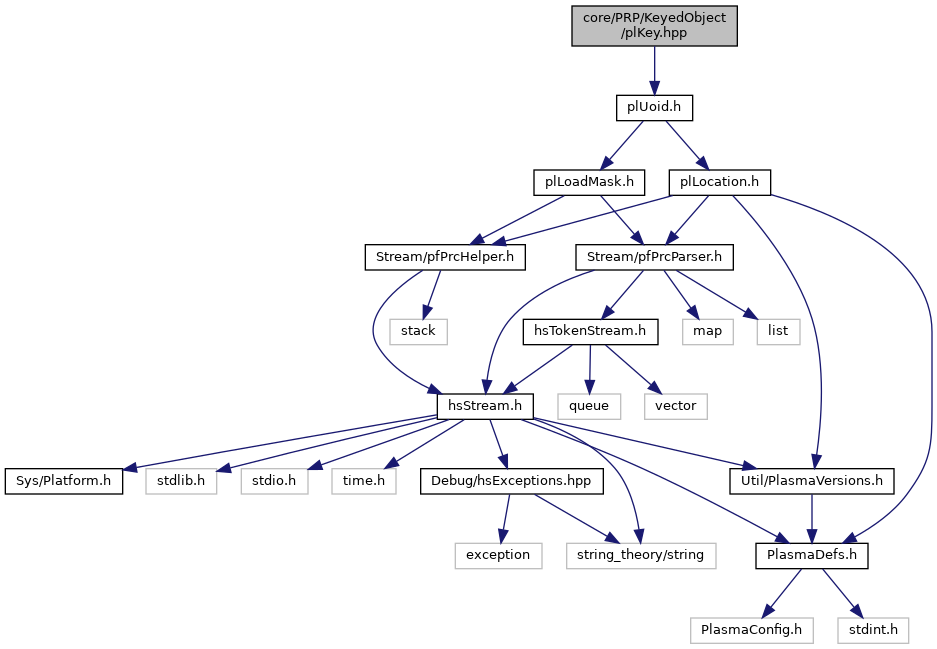 core/PRP/KeyedObject
/plKey.hpp
plUoid.h
plLoadMask.h
plLocation.h
Stream/pfPrcHelper.h
Stream/pfPrcParser.h
stack
hsTokenStream.h
map
list
hsStream.h
queue
vector
Sys/Platform.h
stdlib.h
stdio.h
time.h
Debug/hsExceptions.hpp
Util/PlasmaVersions.h
exception
string_theory/string
PlasmaDefs.h
PlasmaConfig.h
stdint.h